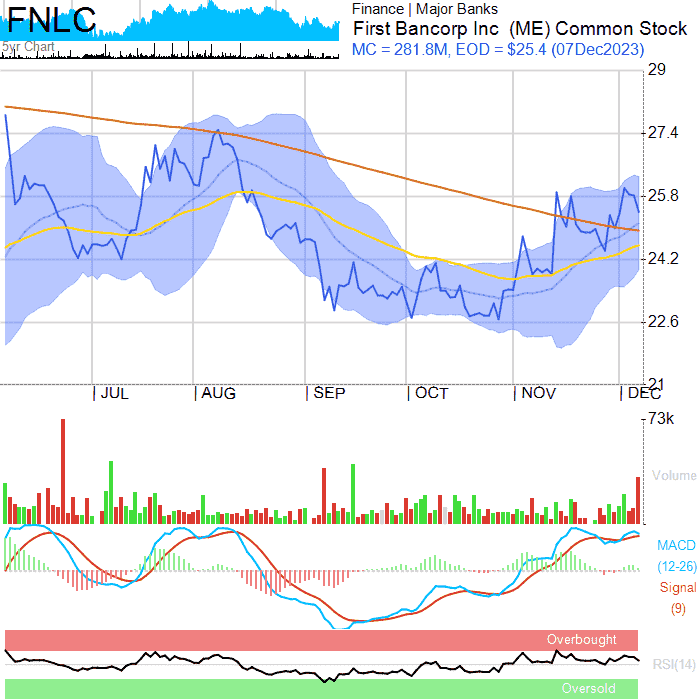 FNLC
5yr Chart
Finance | Major Banks
First Bancorp Inc (ME) Common Stock
MC = 281.8M, EOD = $25.4 (07Dec2023)
29
27.4
25.8
24.2
22.6
21
JUL AUG SEP OCT NOV DEC
73k
Volume
MACD
(12-26)
Signal
(9)
Overbought
RSI(14)
Oversold